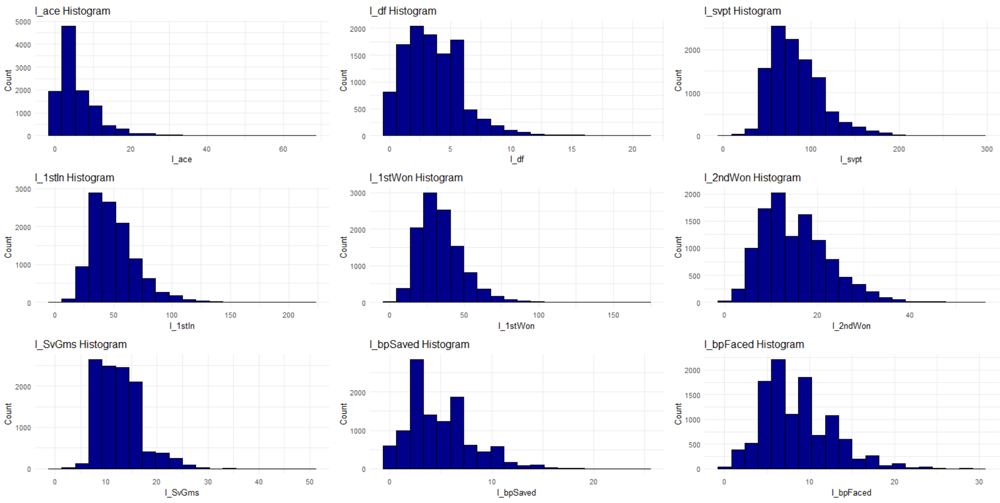 l_ace Histogram
5000
4000
3000
2000
1000
0
Count
0 20 40 60
l_ace
l_df Histogram
2000
1500
1000
500
0
Count
0 5 10 15 20
l_df
l_svpt Histogram
2000
1000
0
Count
0 100 200 300
l_svpt
l_1stIn Histogram
3000
2000
1000
0
Count
0 50 100 150 200
l_1stIn
l_1stWon Histogram
3000
2000
1000
0
Count
0 50 100 150
l_1stWon
l_2ndWon Histogram
2000
1500
1000
500
0
Count
0 20 40
l_2ndWon
l_SvGms Histogram
2000
1000
0
Count
0 10 20 30 40 50
l_SvGms
l_bpSaved Histogram
2000
1000
0
Count
0 10 20
l_bpSaved
l_bpFaced Histogram
2000
1500
1000
500
0
Count
0 10 20 30
l_bpFaced